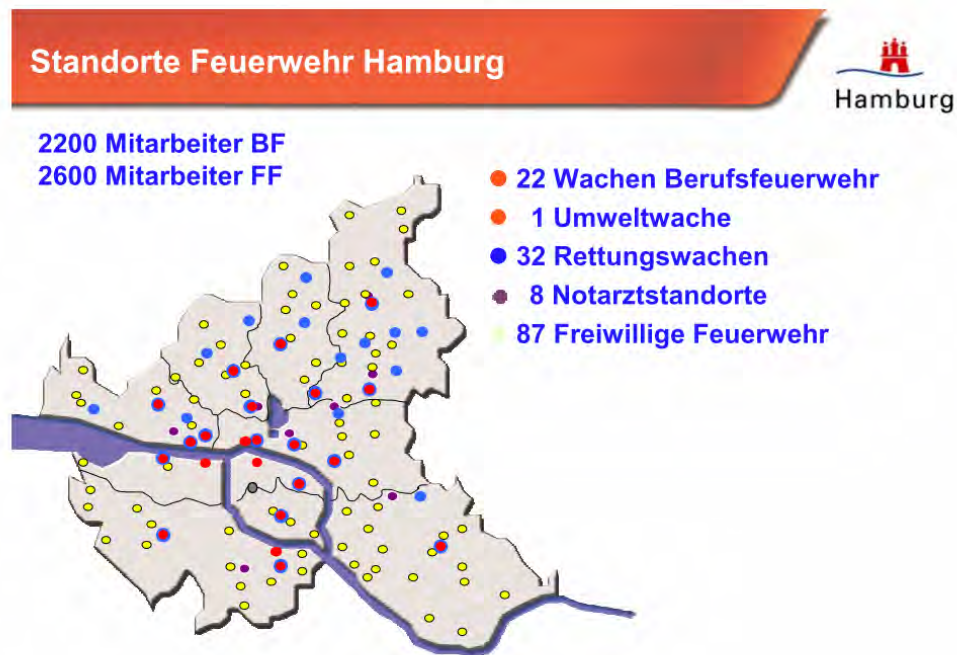 Standorte Feuerwehr Hamburg
Hamburg
2200 Mitarbeiter BF
2600 Mitarbeiter FF
22 Wachen Berufsfeuerwehr
1 Umweltwache
32 Rettungswachen
8 Notarztstandorte
87 Freiwillige Feuerwehr